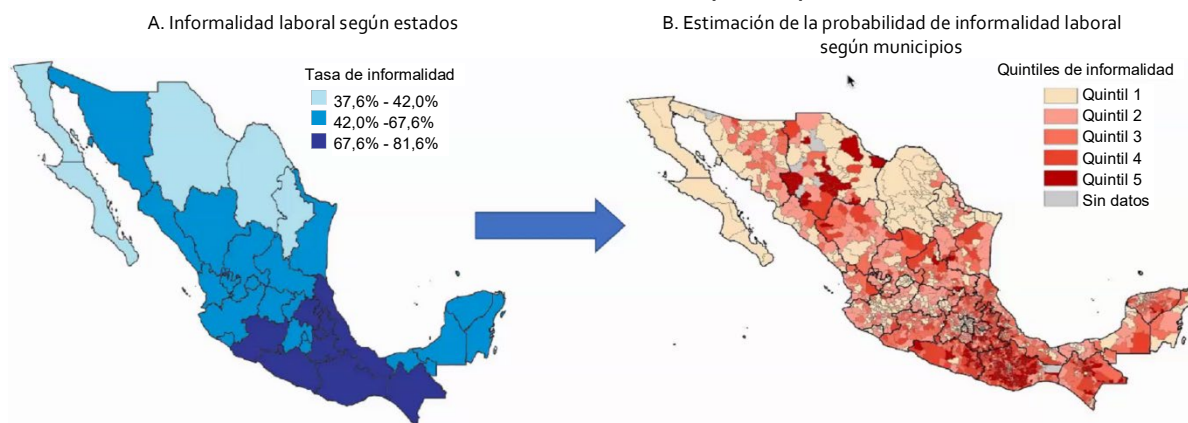 A. Informalidad laboral según estados
Tasa de informalidad
37,6% - 42,0%
42,0% -67,6%
67,6% - 81,6%
B. Estimación de la probabilidad de informalidad laboral
según municipios
Quintiles de informalidad
Quintil 1
Quintil 2
Quintil 3
Quintil 4
Quintil 5
Sin datos